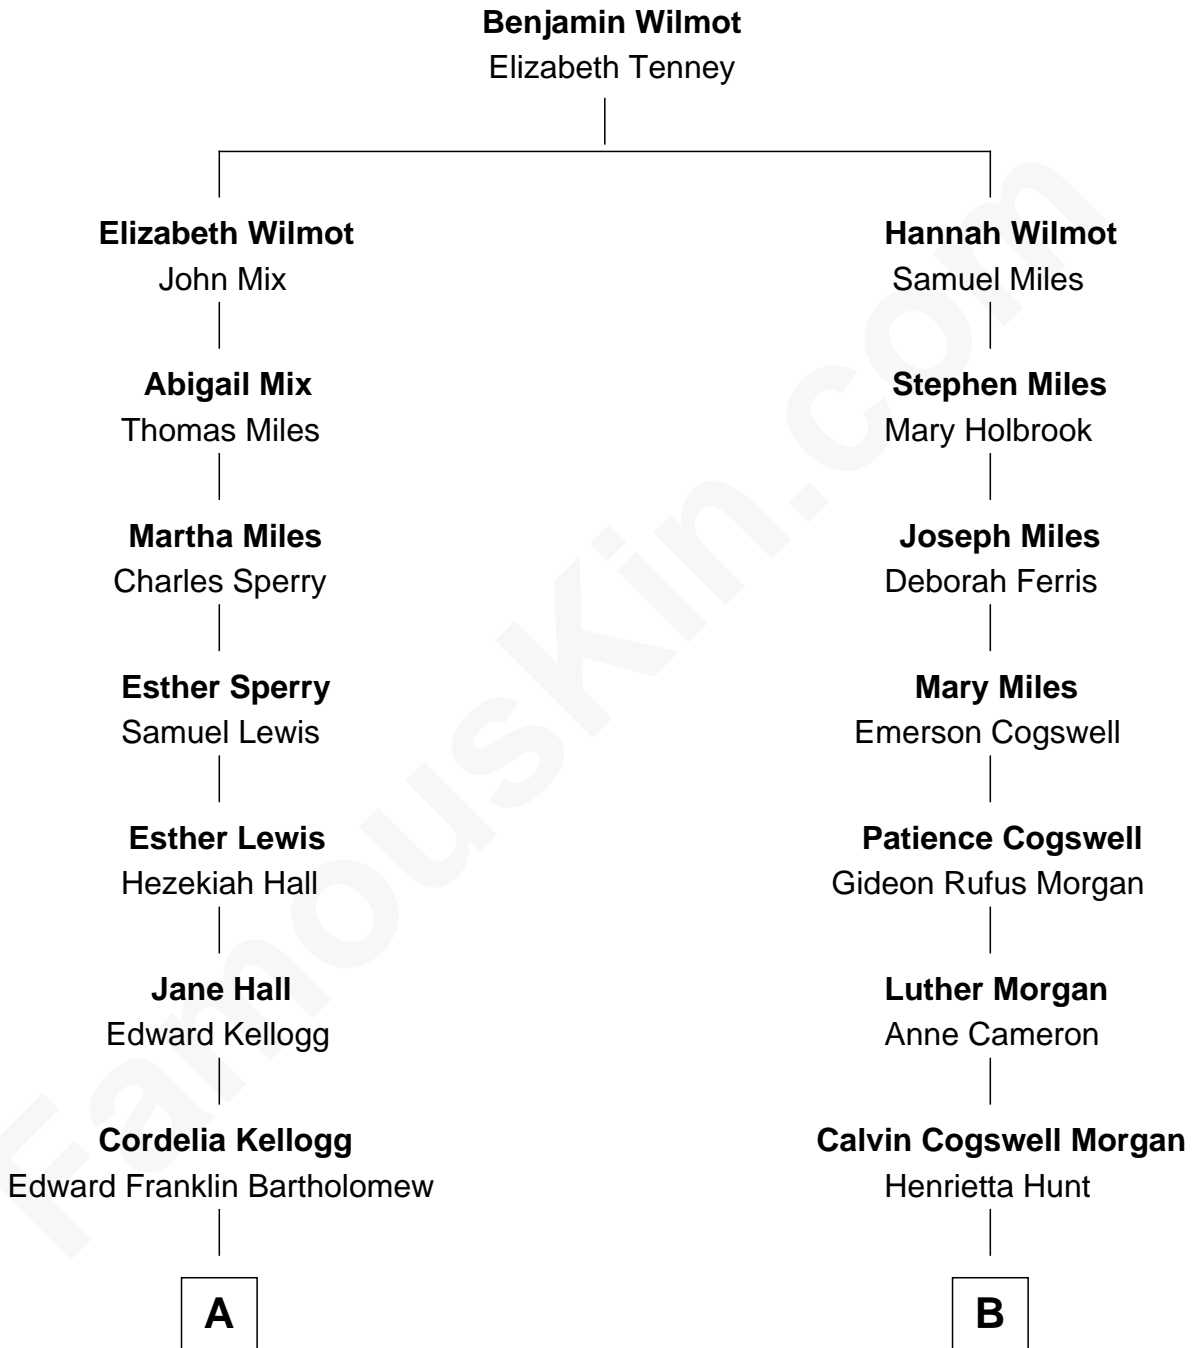 Benjamin Wilmot
Elizabeth Tenney
Elizabeth Wilmot
John Mix
Hannah Wilmot
Samuel Miles
Abigail Mix
Thomas Miles
Stephen Miles
Mary Holbrook
Martha Miles
Charles Sperry
Joseph Miles
Deborah Ferris
Esther Sperry
Samuel Lewis
Mary Miles
Emerson Cogswell
Esther Lewis
Hezekiah Hall
Patience Cogswell
Gideon Rufus Morgan
Jane Hall
Edward Kellogg
Luther Morgan
Anne Cameron
Cordelia Kellogg
Edward Franklin Bartholomew
Calvin Cogswell Morgan
Henrietta Hunt
A
B
FamousKin.com